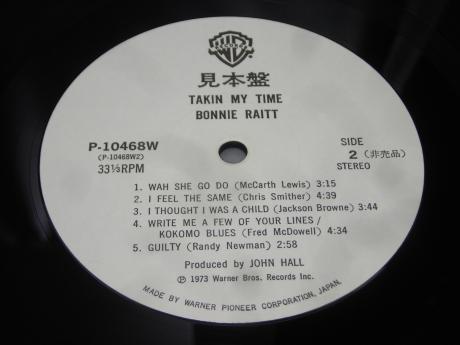 見本盤
TAKIN MY TIME
BONNIE RAITT
P-10468W
(P-10468W2)
33⅓RPM
SIDE
2 (非売品)
STEREO
1. WAH SHE GO DO (McCarth Lewis) 3:15
2. I FEEL THE SAME (Chris Smither) 4:39
3. I THOUGHT I WAS A CHILD (Jackson Browne) 3:44
4. WRITE ME A FEW OF YOUR LINES /
KOKOMO BLUES (Fred McDowell) 4:34
5. GUILTY (Randy Newman) 2:58
Produced by JOHN HALL
℗ 1973 Warner Bros. Records Inc.
MADE BY WARNER PIONEER CORPORATION, JAPAN.